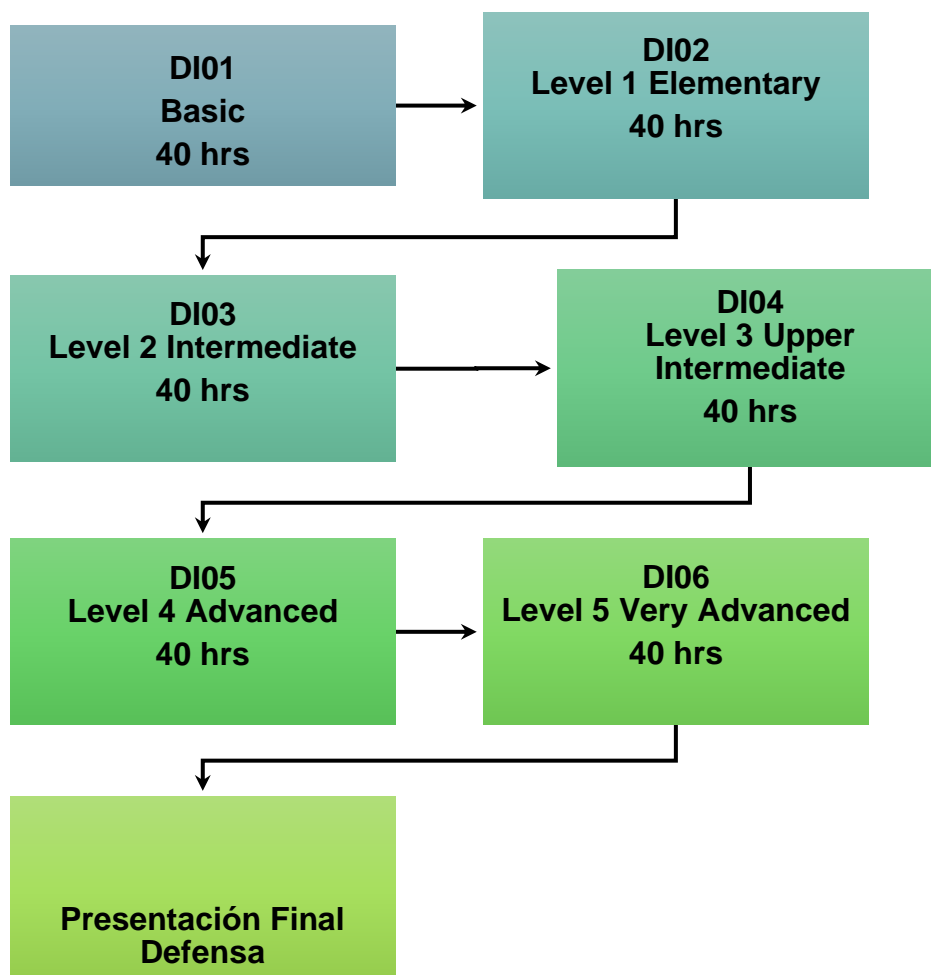 DI01
Basic
40 hrs
DI02
Level 1 Elementary
40 hrs
DI03
Level 2 Intermediate
40 hrs
DI04
Level 3 Upper
Intermediate
40 hrs
DI05
Level 4 Advanced
40 hrs
DI06
Level 5 Very Advanced
40 hrs
Presentación Final
Defensa